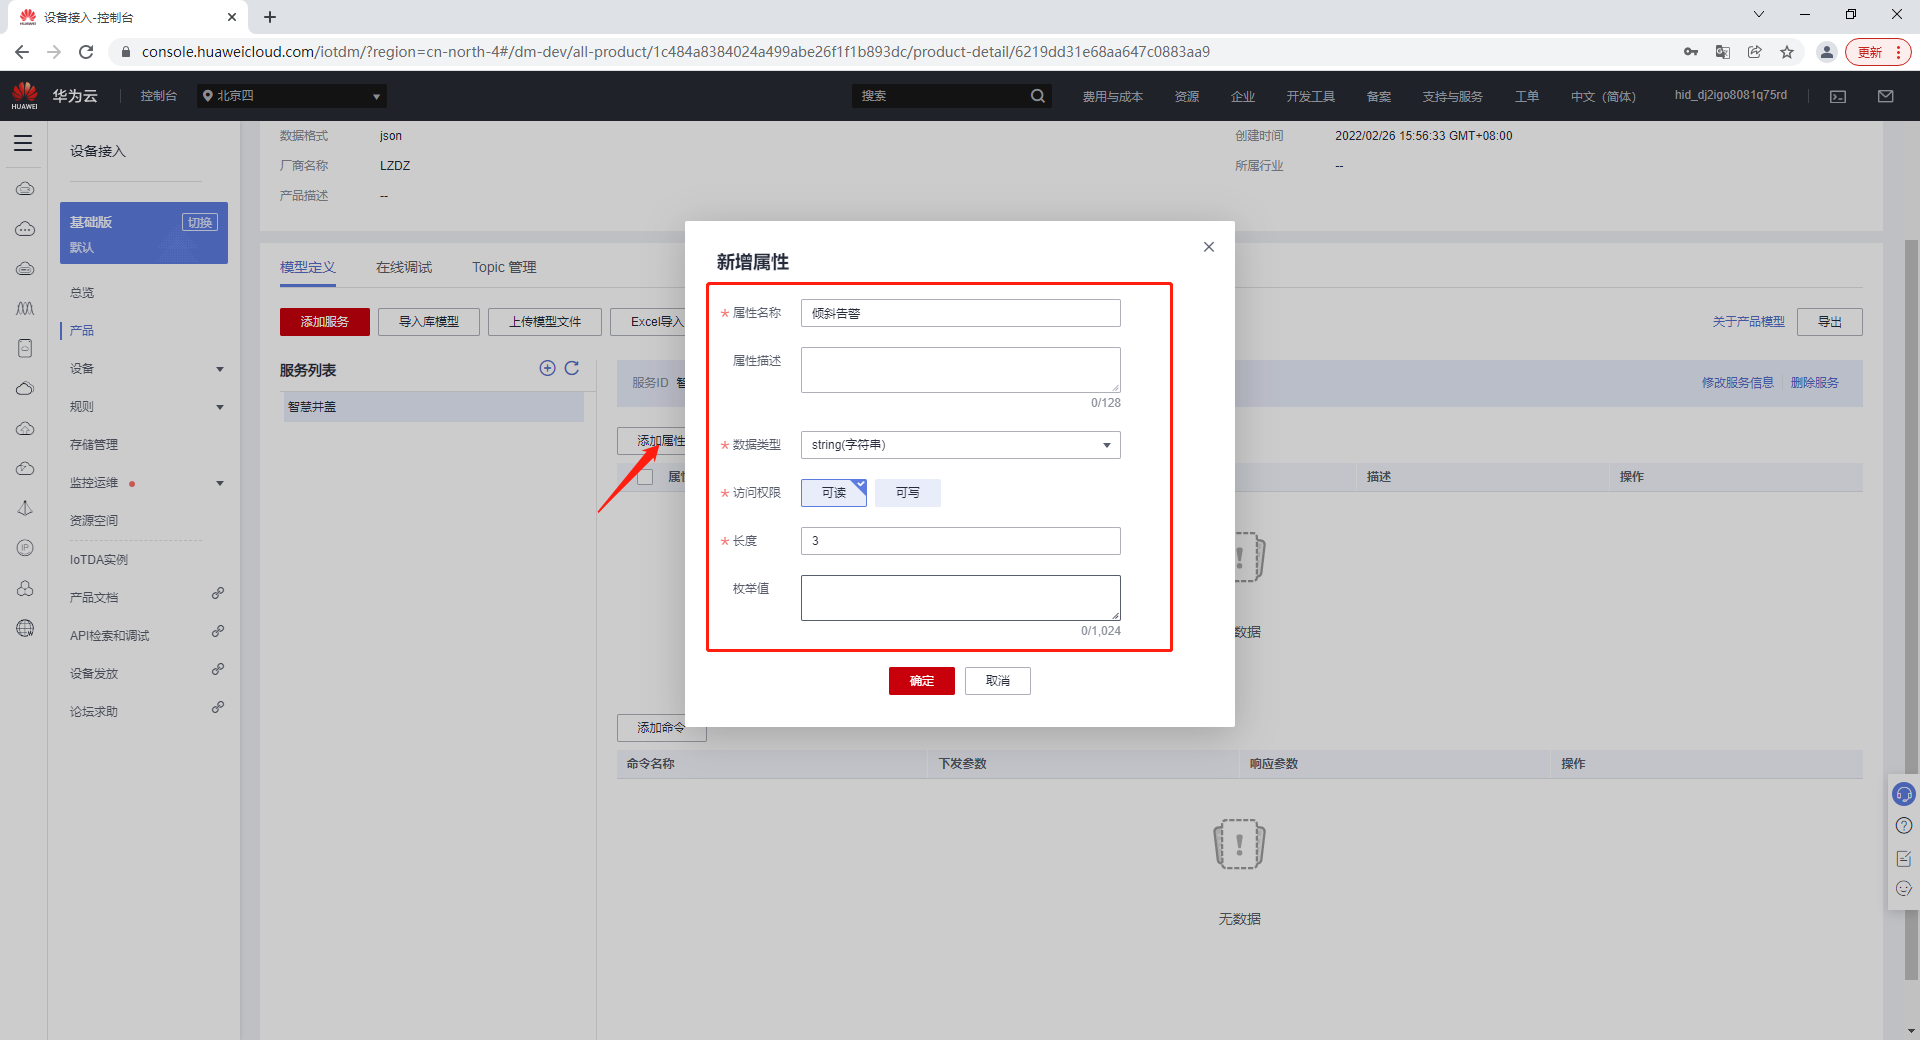 设备接入-控制台
console.huaweicloud.com/iotdm/?region=cn-north-4#/dm-dev/all-product/1c484a8384024a499abe26f1f1b893dc/product-detail/6219dd31e68aa647c0883aa9
更新
HUAWEI
华为云
控制台
北京四
搜索
费用与成本
资源
企业
开发工具
备案
支持与服务
工单
中文（简体）
hid_dj2igo8081q75rd
设备接入
基础版
切换
默认
总览
产品
设备
规则
存储管理
监控运维
资源空间
IoTDA实例
产品文档
API检索和调试
设备发放
论坛求助
IP
数据格式 json
创建时间 2022/02/26 15:56:33 GMT+08:00
厂商名称 LZDZ
所属行业 --
产品描述 --
模型定义 在线调试 Topic 管理
添加服务 导入库模型 上传模型文件 Excel导入
关于产品模型 导出
服务列表
智慧井盖
服务ID 智
修改服务信息 删除服务
添加属性
属
描述 操作
数据
新增属性
* 属性名称 倾斜告警
属性描述
0/128
* 数据类型 string(字符串)
* 访问权限 可读 可写
* 长度 3
枚举值
0/1,024
确定 取消
添加命令
命令名称 下发参数 响应参数 操作
无数据